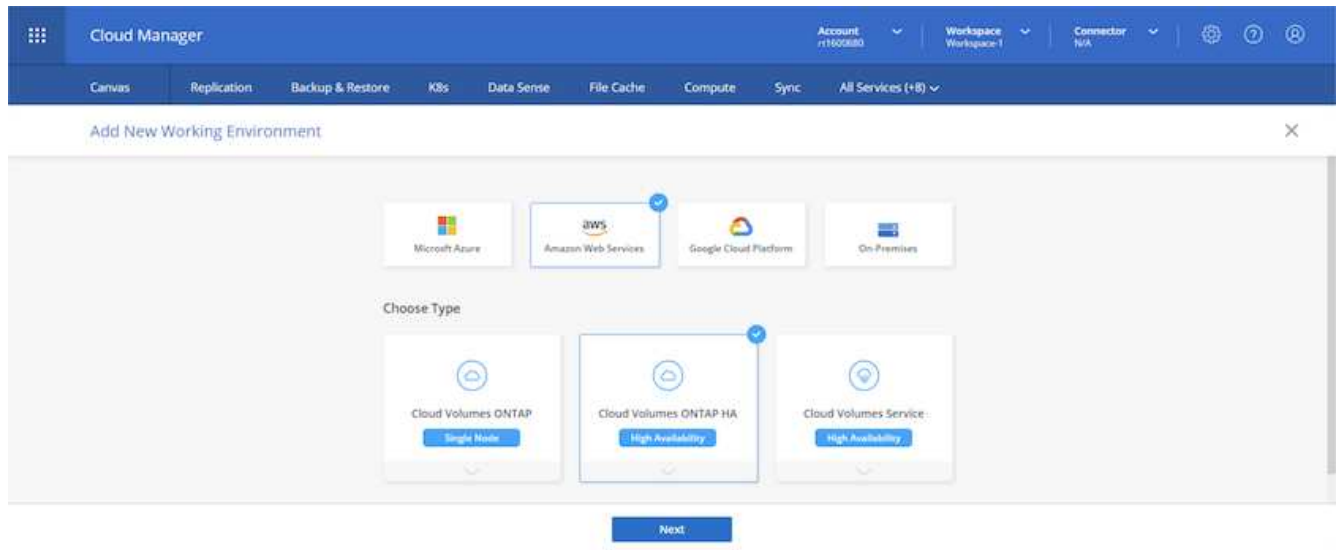 Cloud Manager
Account
rt1600880
Workspace
Workspace-1
Connector
N/A
Canvas
Replication
Backup & Restore
K8s
Data Sense
File Cache
Compute
Sync
All Services (+8)
Add New Working Environment
Microsoft Azure
aws
Amazon Web Services
Google Cloud Platform
On-Premises
Choose Type
Cloud Volumes ONTAP
Single Node
Cloud Volumes ONTAP HA
High Availability
Cloud Volumes Service
High Availability
Next